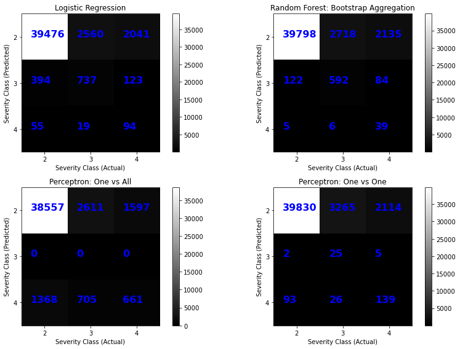 Logistic Regression
Severity Class (Predicted)
2
3
4
39476 2560 2041
394 737 123
55 19 94
2 3 4
Severity Class (Actual)
35000
30000
25000
20000
15000
10000
5000
Random Forest: Bootstrap Aggregation
Severity Class (Predicted)
2
3
4
39798 2718 2135
122 592 84
5 6 39
2 3 4
Severity Class (Actual)
35000
30000
25000
20000
15000
10000
5000
Perceptron: One vs All
Severity Class (Predicted)
2
3
4
38557 2611 1597
0 0 0
1368 705 661
2 3 4
Severity Class (Actual)
35000
30000
25000
20000
15000
10000
5000
0
Perceptron: One vs One
Severity Class (Predicted)
2
3
4
39830 3265 2114
2 25 5
93 26 139
2 3 4
Severity Class (Actual)
35000
30000
25000
20000
15000
10000
5000